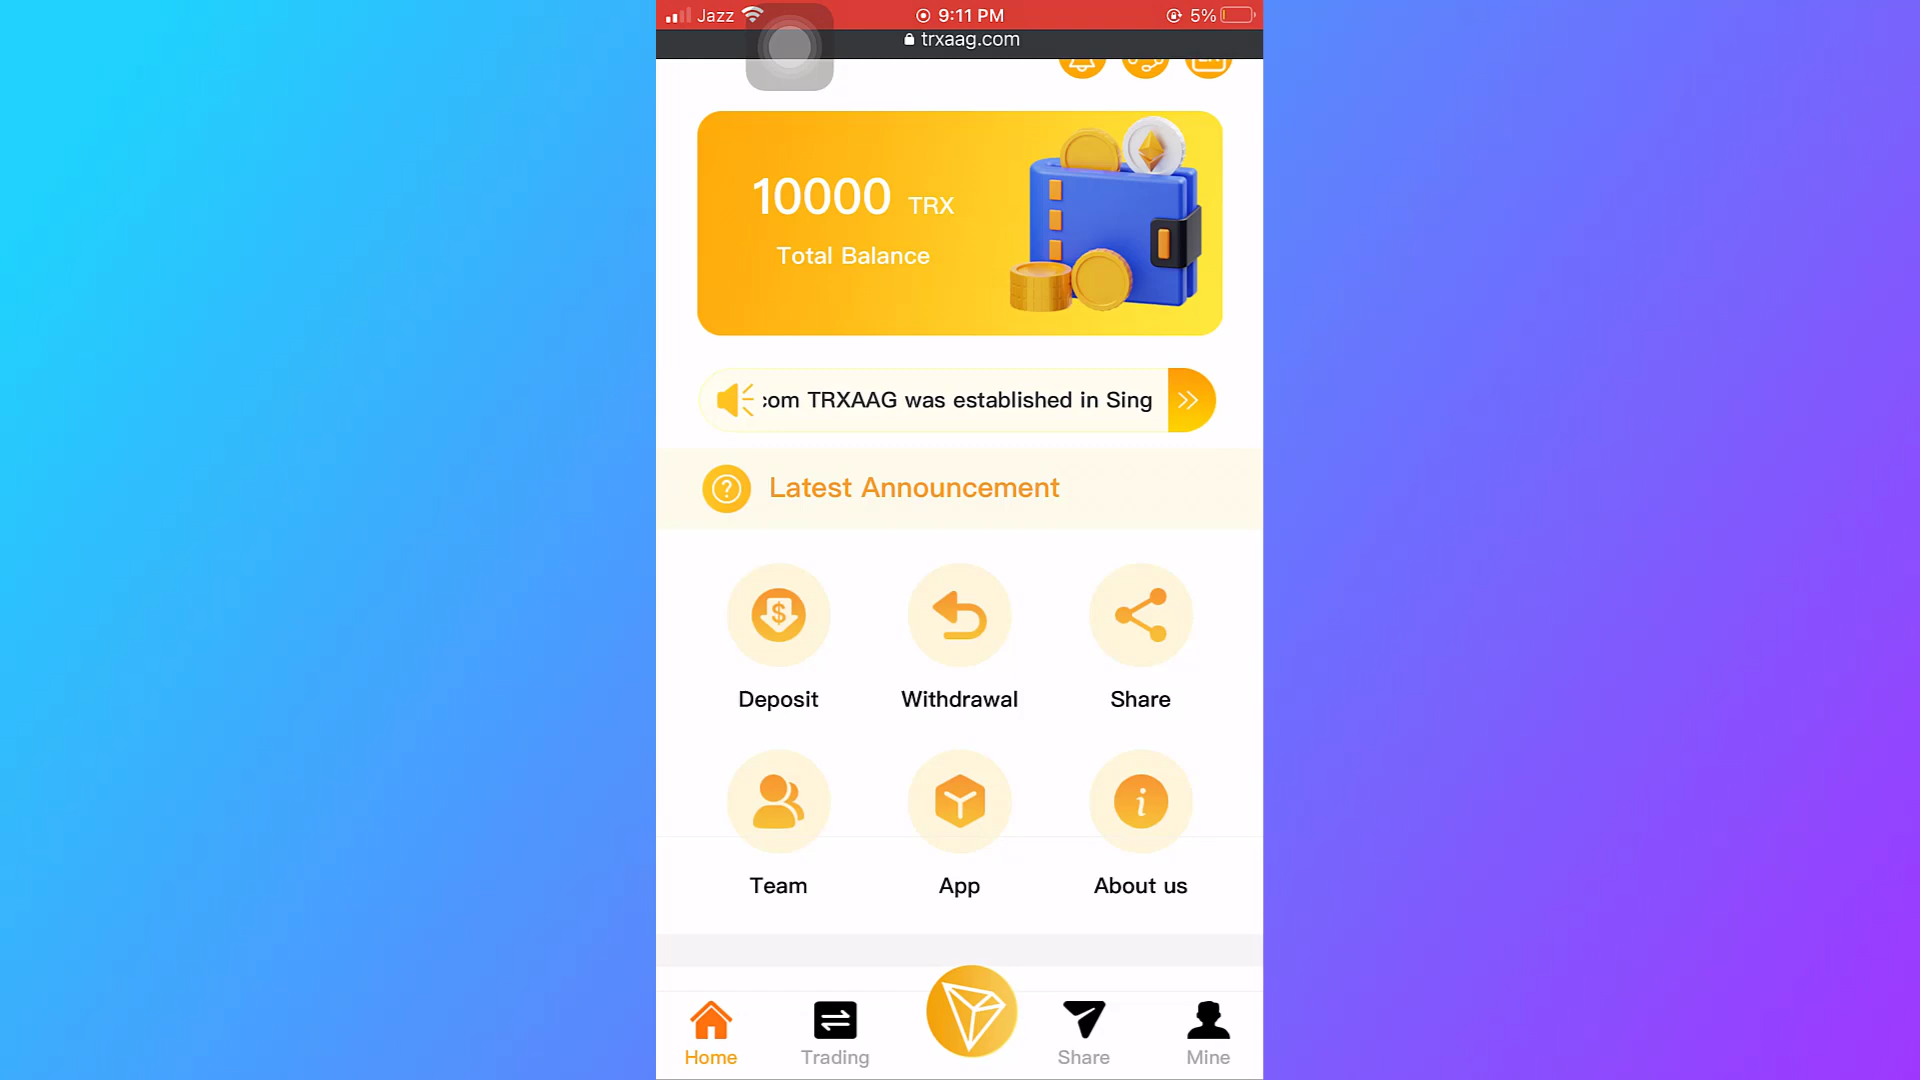 Jazz 9:11 PM 5%
trxaag.com
10000 TRX
Total Balance
com TRXAAG was established in Sing
Latest Announcement
Deposit Withdrawal Share
Team App About us
Home Trading Share Mine